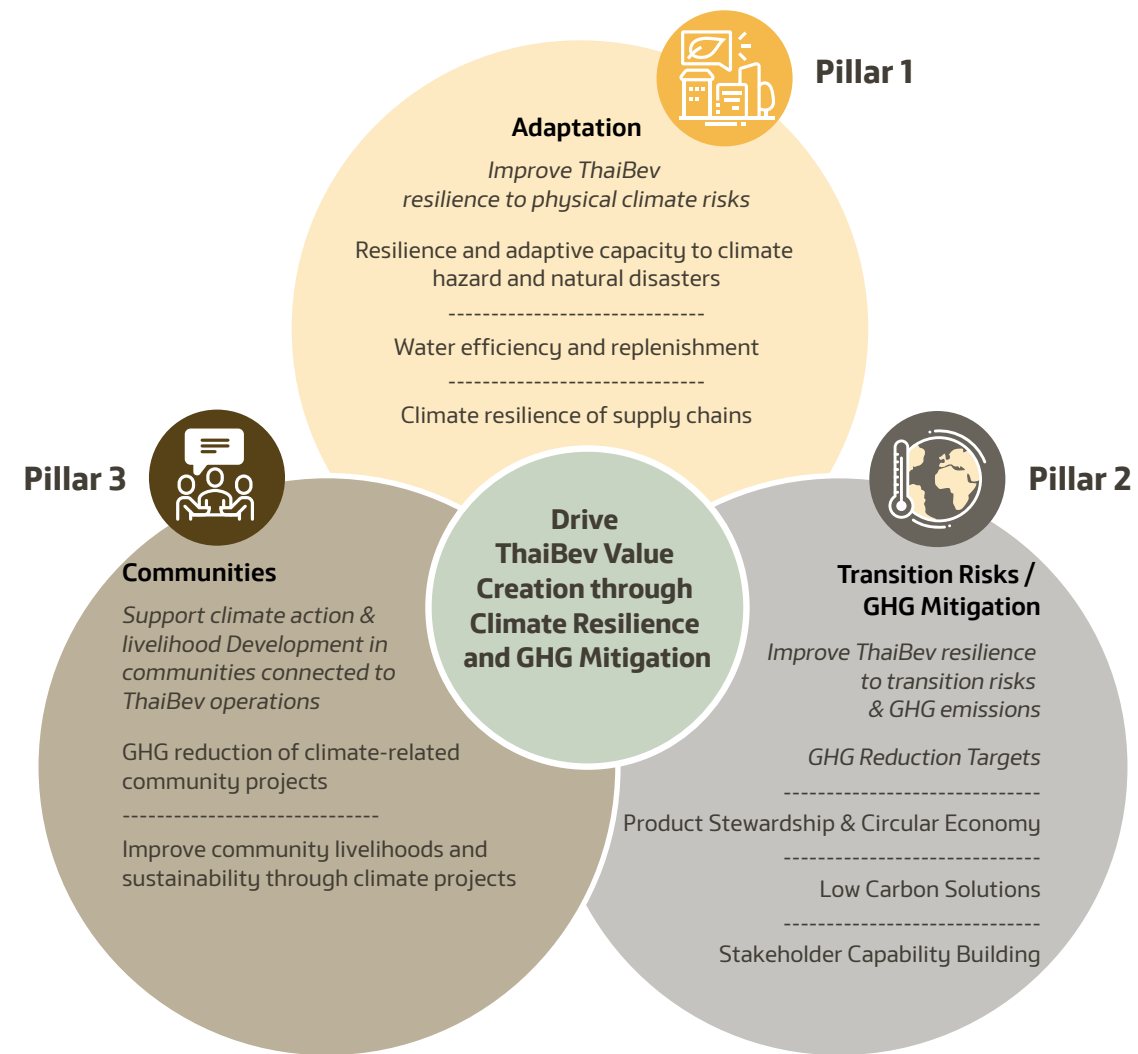 Pillar 1
Adaptation
Improve ThaiBev
resilience to physical climate risks
Resilience and adaptive capacity to climate
hazard and natural disasters
------------------------------
Water efficiency and replenishment
------------------------------
Climate resilience of supply chains
Pillar 3
Communities
Support climate action &
livelihood Development in
communities connected to
ThaiBev operations
GHG reduction of climate-related
community projects
------------------------------
Improve community livelihoods and
sustainability through climate projects
Drive
ThaiBev Value
Creation through
Climate Resilience
and GHG Mitigation
Pillar 2
Transition Risks /
GHG Mitigation
Improve ThaiBev resilience
to transition risks
& GHG emissions
GHG Reduction Targets
------------------------------
Product Stewardship & Circular Economy
------------------------------
Low Carbon Solutions
------------------------------
Stakeholder Capability Building